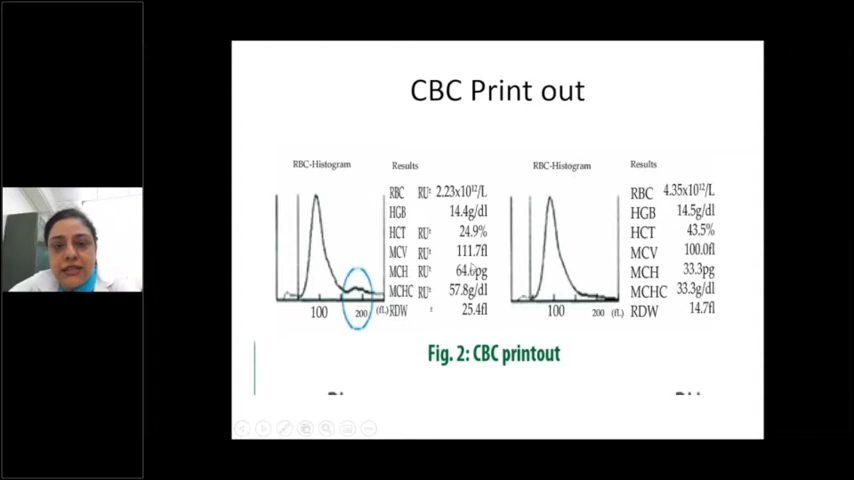 CBC Print out
RBC-Histogram
Results
RBC RU± 2.23x10¹²/L
HGB 14.4g/dl
HCT RU± 24.9%
MCV RU± 111.7fl
MCH RU± 64.6pg
MCHC RU± 57.8g/dl
RDW ± 25.4fl
100
200
(fl.)
RBC-Histogram
Results
RBC 4.35x10¹²/L
HGB 14.5g/dl
HCT 43.5%
MCV 100.0fl
MCH 33.3pg
MCHC 33.3g/dl
RDW 14.7fl
100
200
(fl.)
Fig. 2: CBC printout